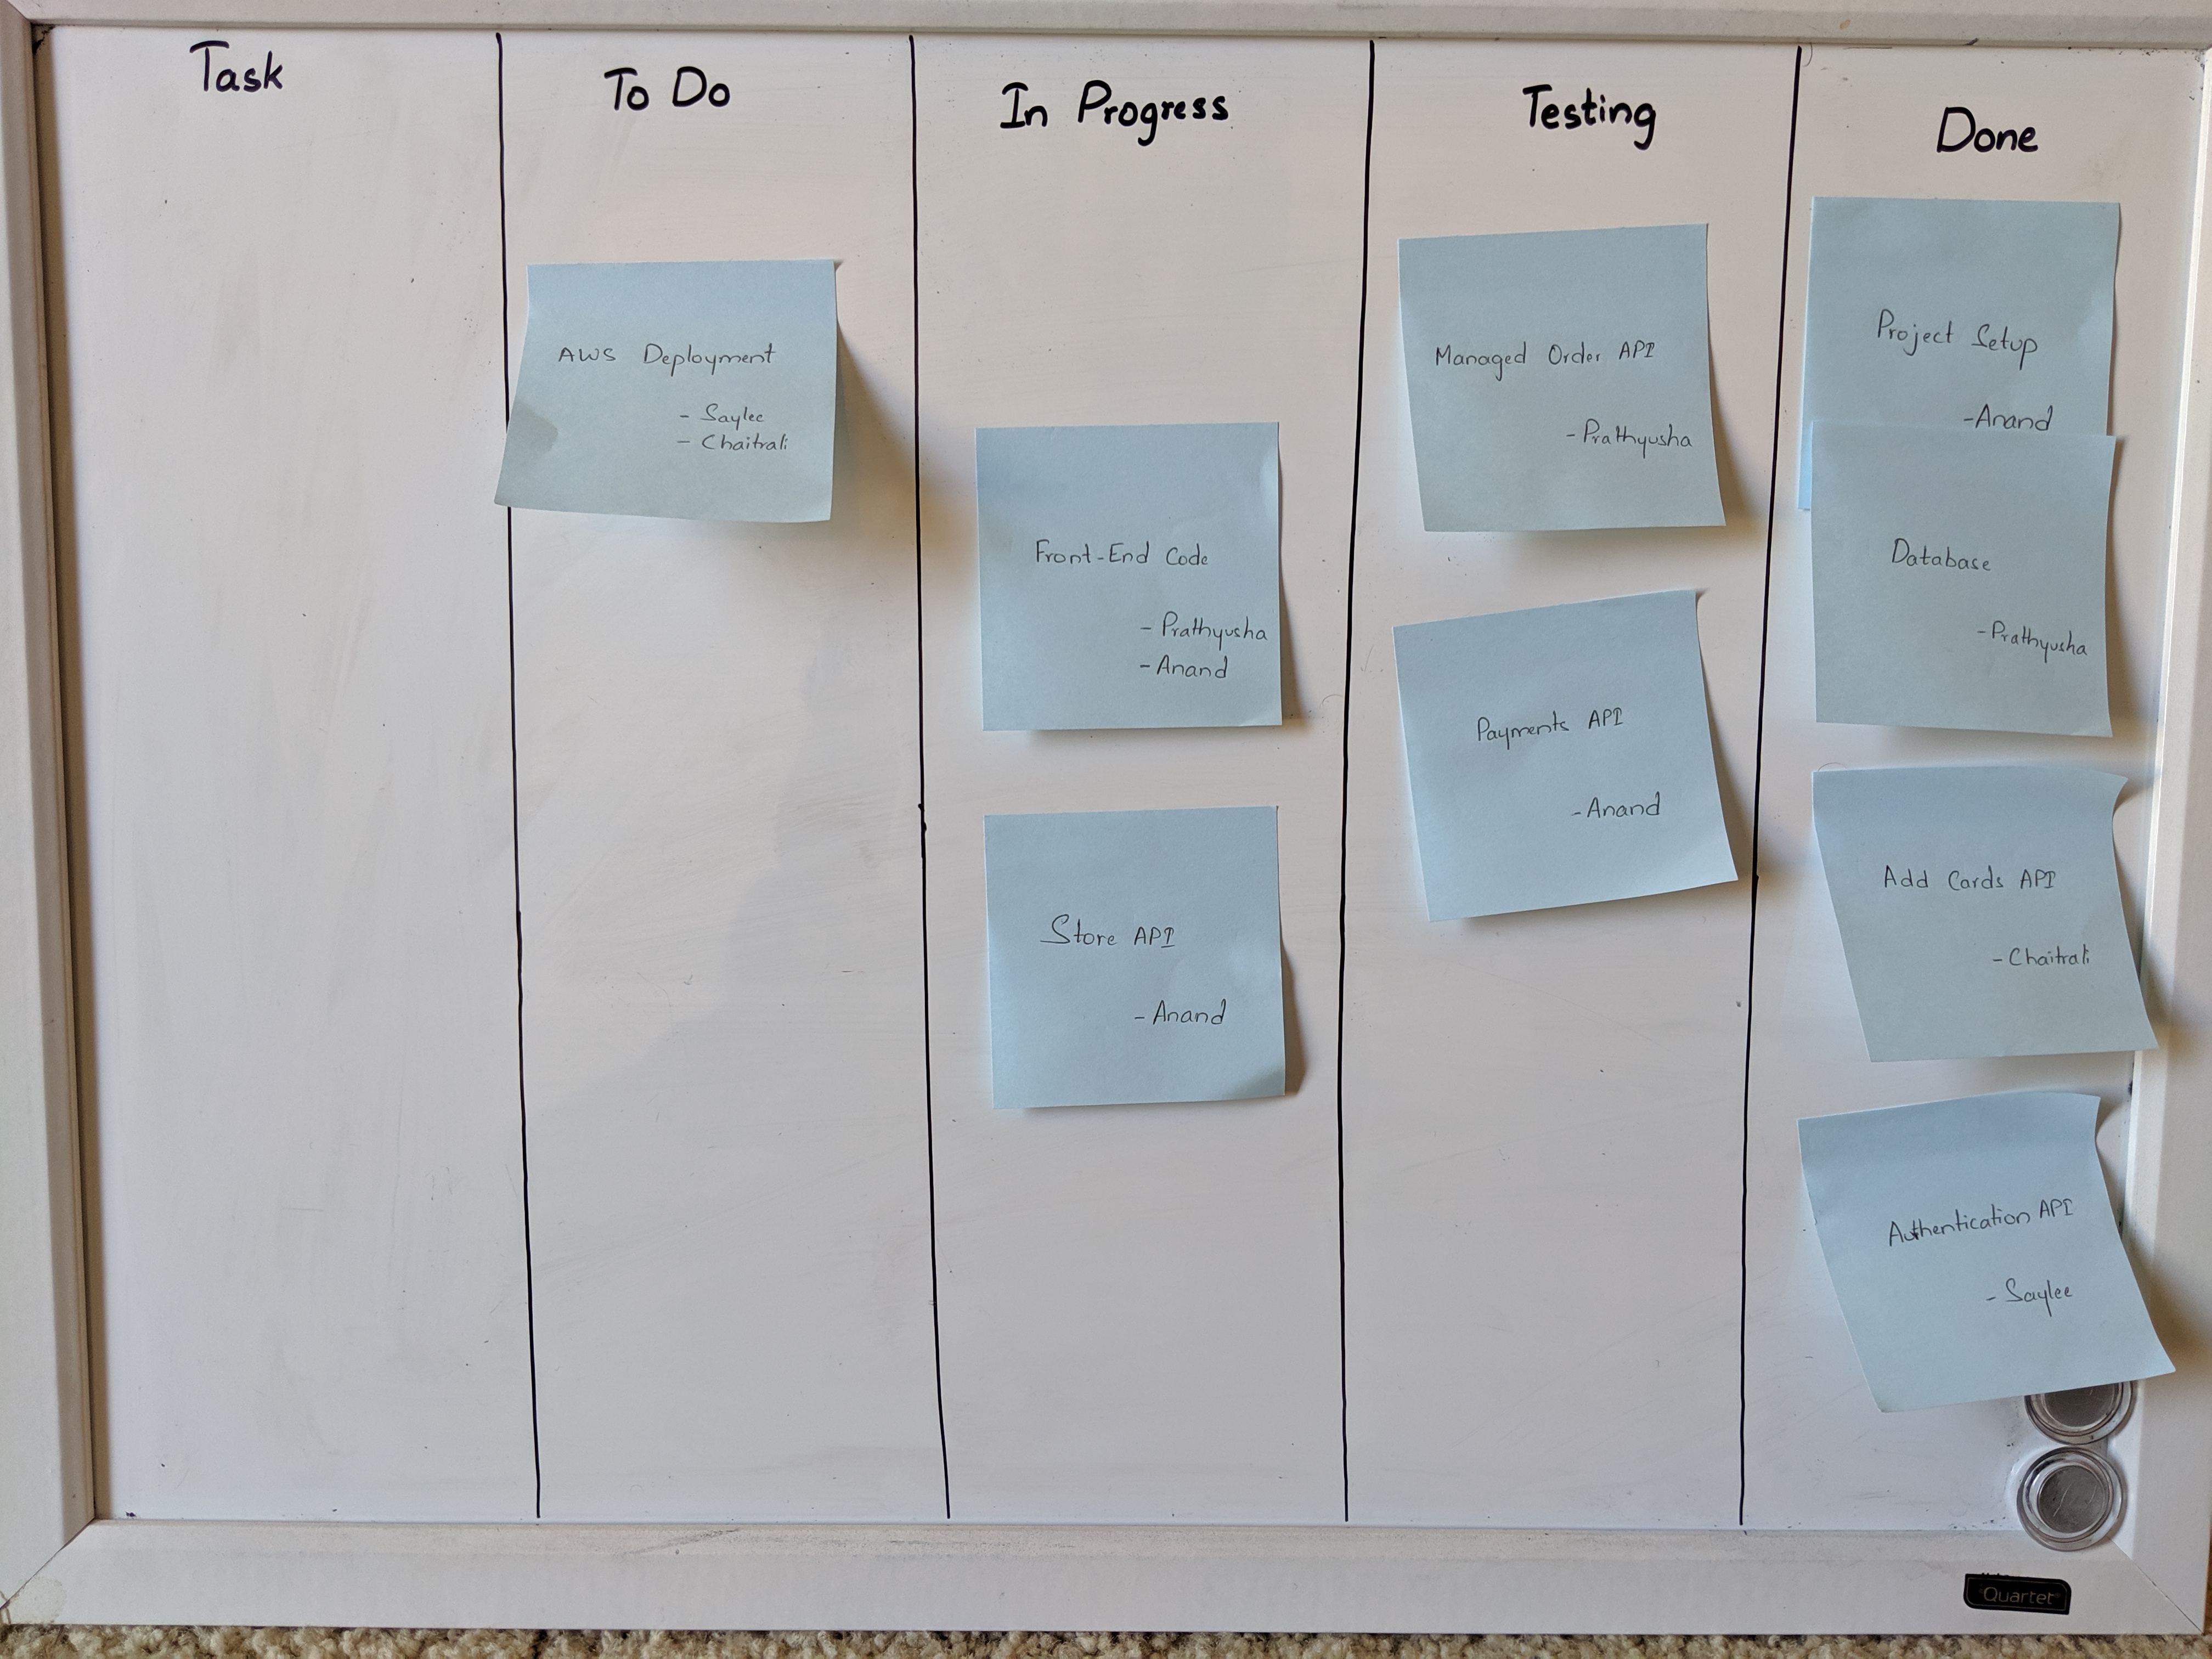 Task
To Do
In Progress
Testing
Done
AWS Deployment
- Saylee
- Chaitrali
Front-End Code
- Prathyusha
- Anand
Store API
- Anand
Managed Order API
- Prathyusha
Payments API
- Anand
Project Setup
- Anand
Database
- Prathyusha
Add Cards API
- Chaitrali
Authentication API
- Saylee
Quartet